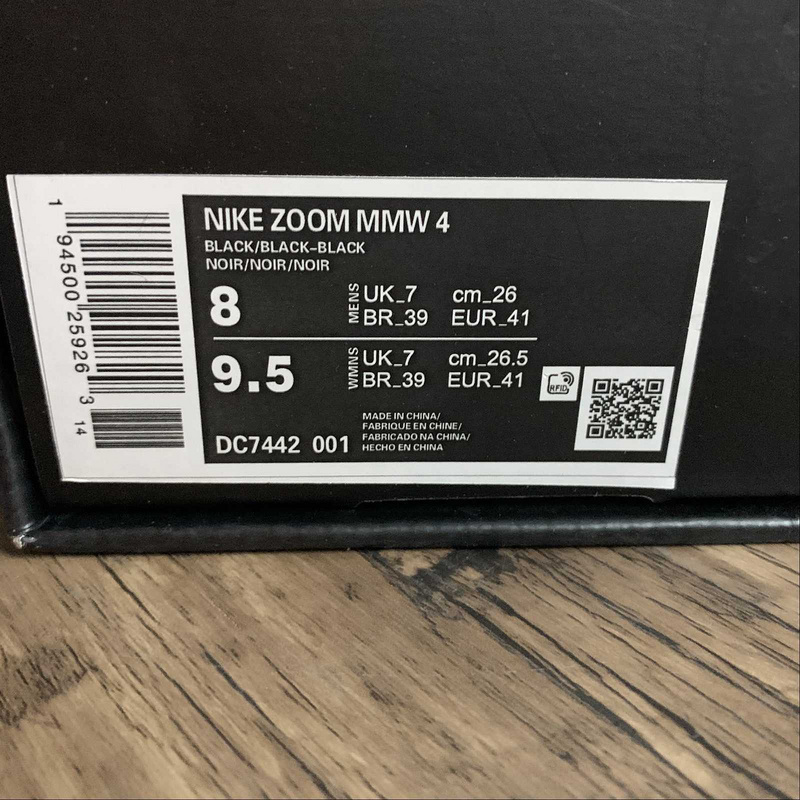 NIKE ZOOM MMW 4
BLACK/BLACK-BLACK
NOIR/NOIR/NOIR
8
MENS
UK_7 cm_26
BR_39 EUR_41
9.5
WMNS
UK_7 cm_26.5
BR_39 EUR_41
RFID
DC7442 001
MADE IN CHINA/
FABRIQUE EN CHINE/
FABRICADO NA CHINA/
HECHO EN CHINA
1 94500 25926 3 14